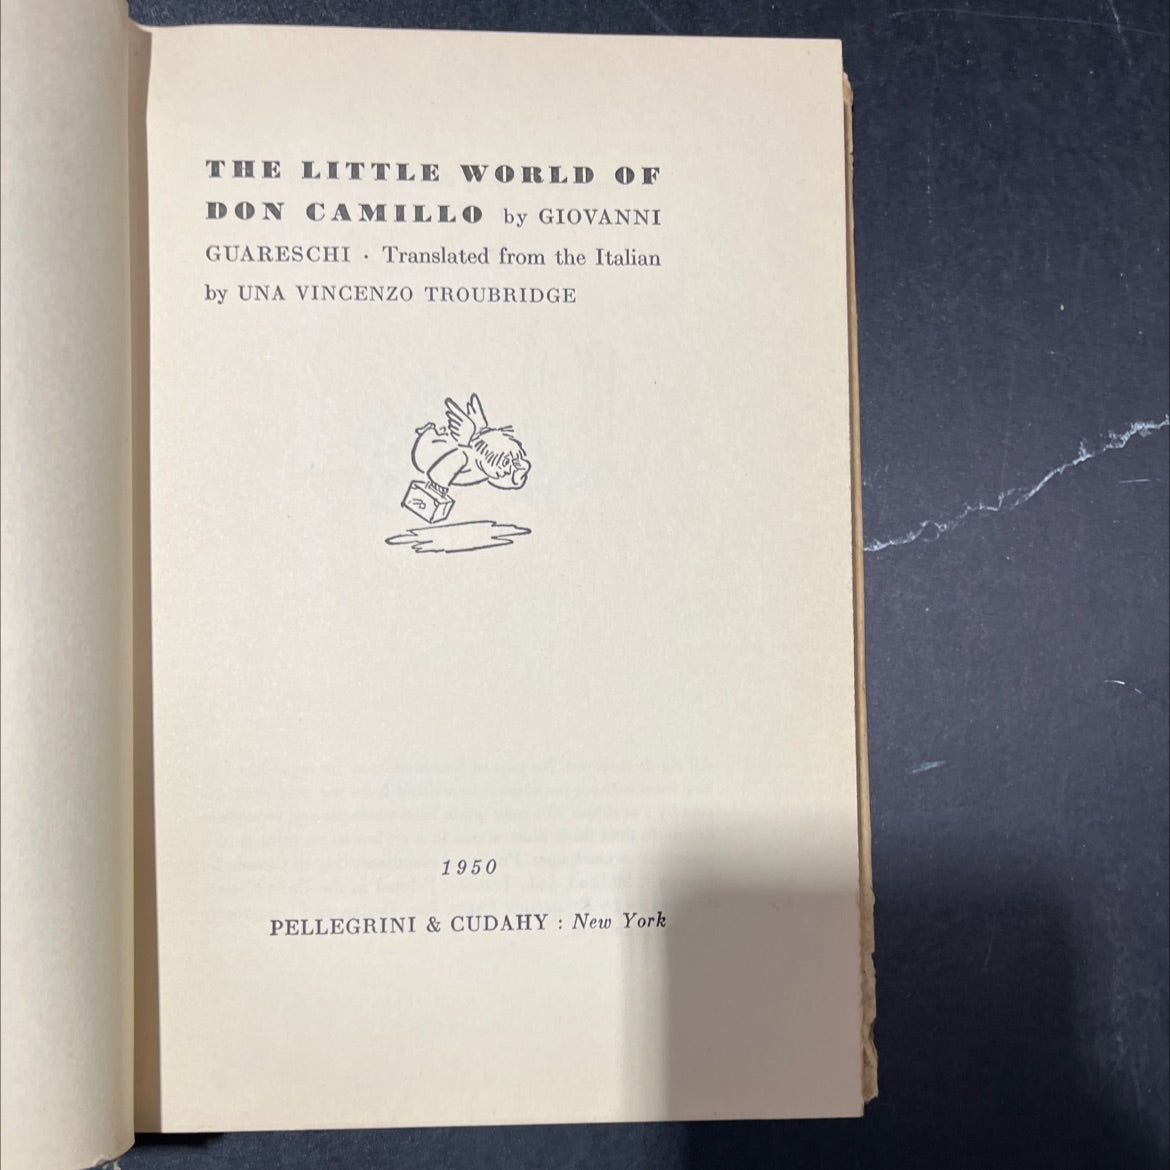 THE LITTLE WORLD OF
DON CAMILLO by GIOVANNI
GUARESCHI · Translated from the Italian
by UNA VINCENZO TROUBRIDGE
1950
PELLEGRINI & CUDAHY : New York